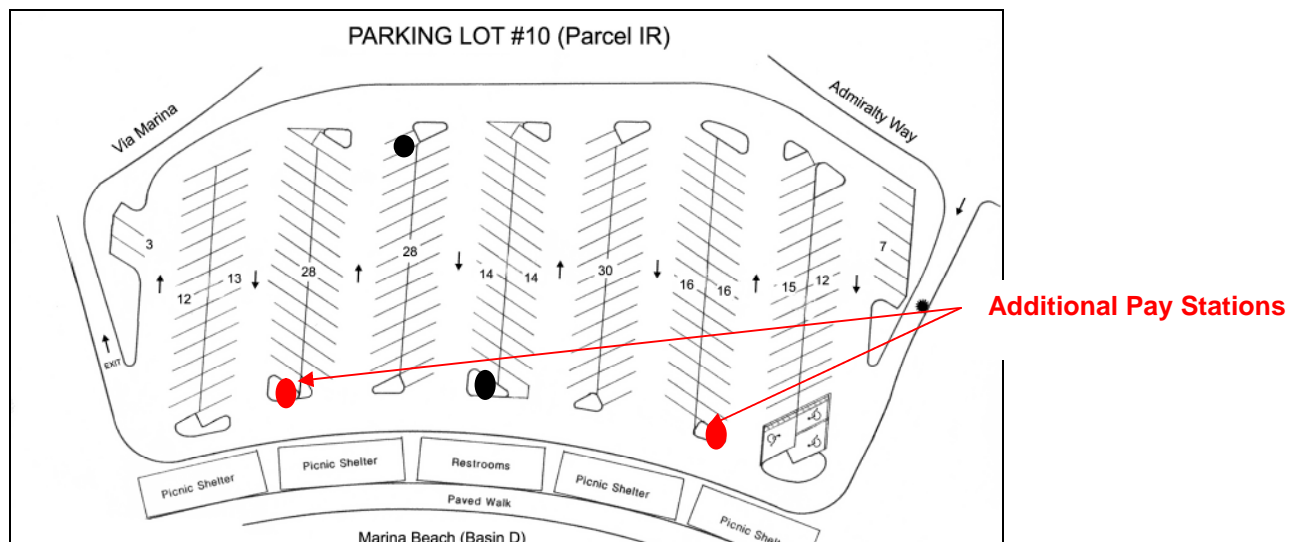 PARKING LOT #10 (Parcel IR)
Via Marina
Admiralty Way
3
12
13
28
28
14
14
30
16
16
15
12
7
EXIT
Additional Pay Stations
Picnic Shelter
Picnic Shelter
Restrooms
Picnic Shelter
Picnic
Paved Walk
Marina Beach (Basin D)